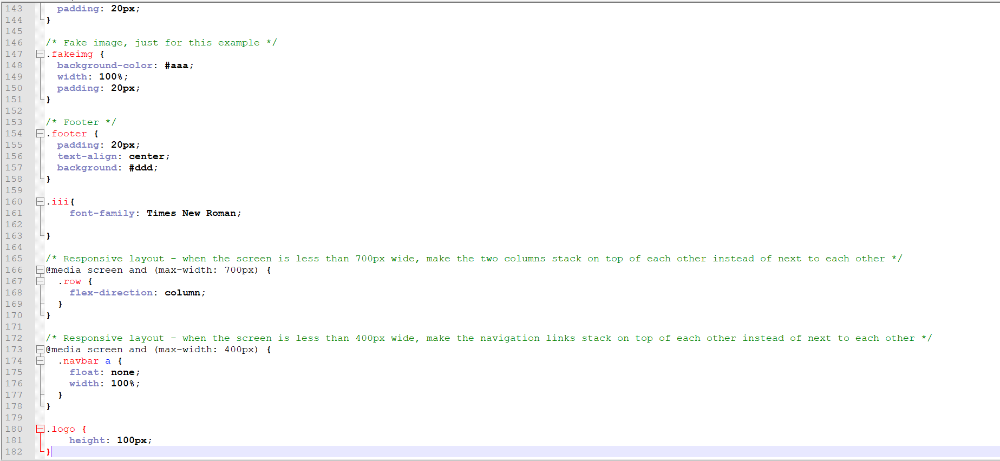 143 padding: 20px;
144 }
145
146 /* Fake image, just for this example */
147 .fakeimg {
148 background-color: #aaa;
149 width: 100%;
150 padding: 20px;
151 }
152
153 /* Footer */
154 .footer {
155 padding: 20px;
156 text-align: center;
157 background: #ddd;
158 }
159
160 .iii{
161 font-family: Times New Roman;
162
163 }
164
165 /* Responsive layout - when the screen is less than 700px wide, make the two columns stack on top of each other instead of next to each other */
166 @media screen and (max-width: 700px) {
167 .row {
168 flex-direction: column;
169 }
170 }
171
172 /* Responsive layout - when the screen is less than 400px wide, make the navigation links stack on top of each other instead of next to each other */
173 @media screen and (max-width: 400px) {
174 .navbar a {
175 float: none;
176 width: 100%;
177 }
178 }
179
180 .logo {
181 height: 100px;
182 }